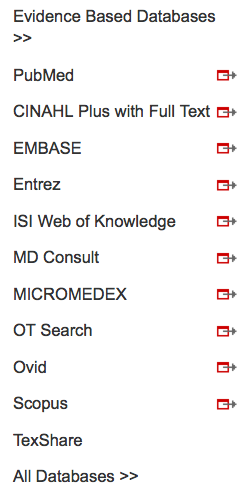 Evidence Based Databases
>>
PubMed
CINAHL Plus with Full Text
EMBASE
Entrez
ISI Web of Knowledge
MD Consult
MICROMEDEX
OT Search
Ovid
Scopus
TexShare
All Databases >>